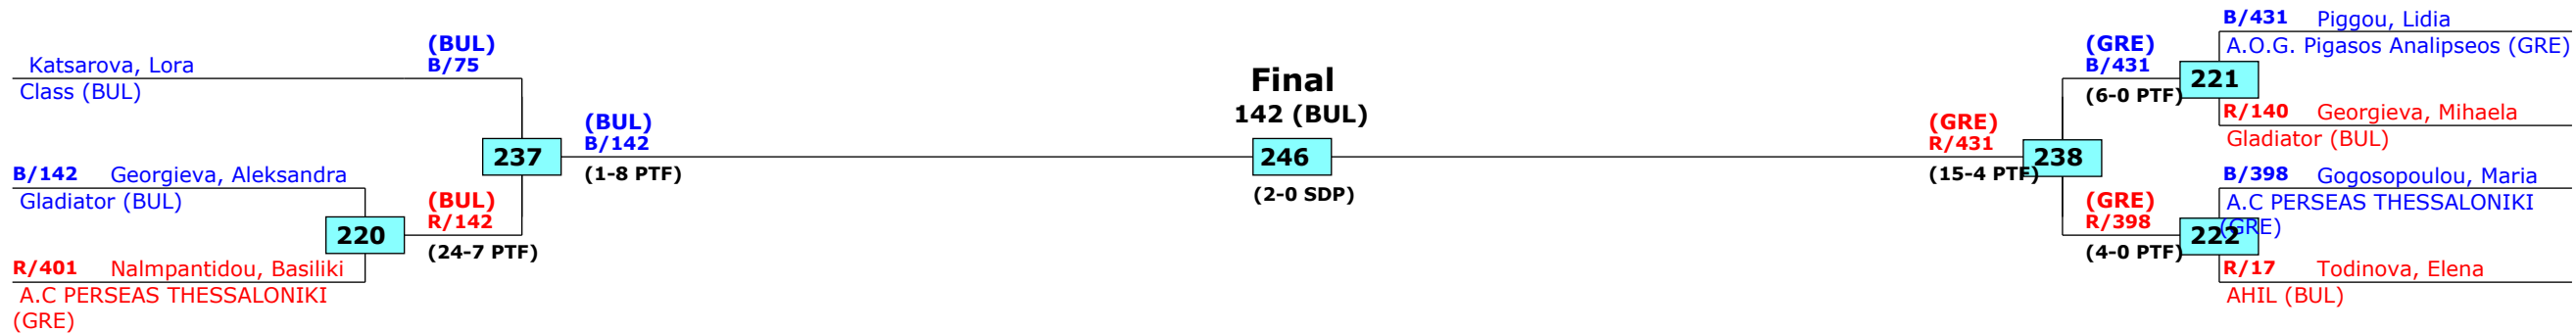 Katsarova, Lora
Class (BUL)
(BUL)
B/75
B/142 Georgieva, Aleksandra
Gladiator (BUL)
220
(BUL)
R/142
(24-7 PTF)
R/401 Nalmpantidou, Basiliki
A.C PERSEAS THESSALONIKI
(GRE)
237
(BUL)
B/142
(1-8 PTF)
Final
142 (BUL)
246
(2-0 SDP)
(GRE)
R/431
(15-4 PTF)
238
(GRE)
B/431
(6-0 PTF)
221
B/431 Piggou, Lidia
A.O.G. Pigasos Analipseos (GRE)
R/140 Georgieva, Mihaela
Gladiator (BUL)
(GRE)
R/398
(4-0 PTF)
222
B/398 Gogosopoulou, Maria
A.C PERSEAS THESSALONIKI
(GRE)
R/17 Todinova, Elena
AHIL (BUL)